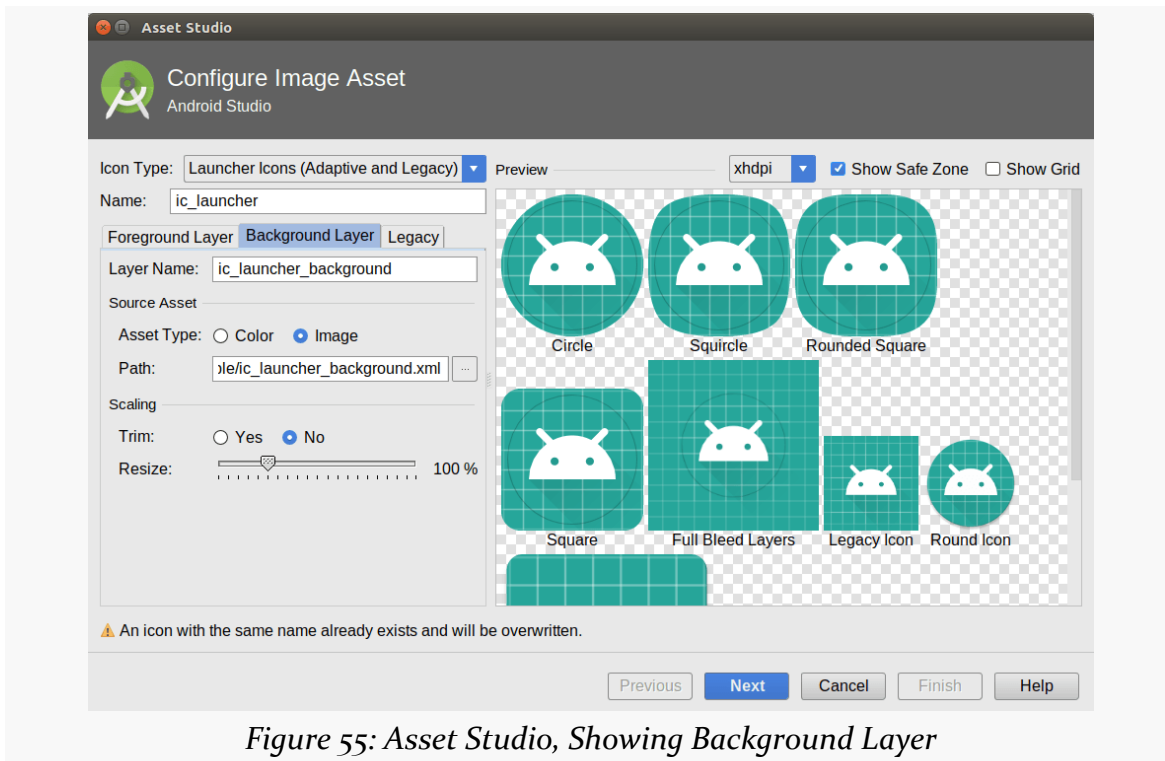 Asset Studio
Configure Image Asset
Android Studio
Icon Type: Launcher Icons (Adaptive and Legacy) Preview xhdpi Show Safe Zone Show Grid
Name: ic_launcher
Foreground Layer Background Layer Legacy
Layer Name: ic_launcher_background
Source Asset
Asset Type: Color Image
Path: ple/ic_launcher_background.xml ...
Scaling
Trim: Yes No
Resize: 100 %
Circle Squircle Rounded Square
Square Full Bleed Layers Legacy Icon Round Icon
An icon with the same name already exists and will be overwritten.
Previous Next Cancel Finish Help
Figure 55: Asset Studio, Showing Background Layer